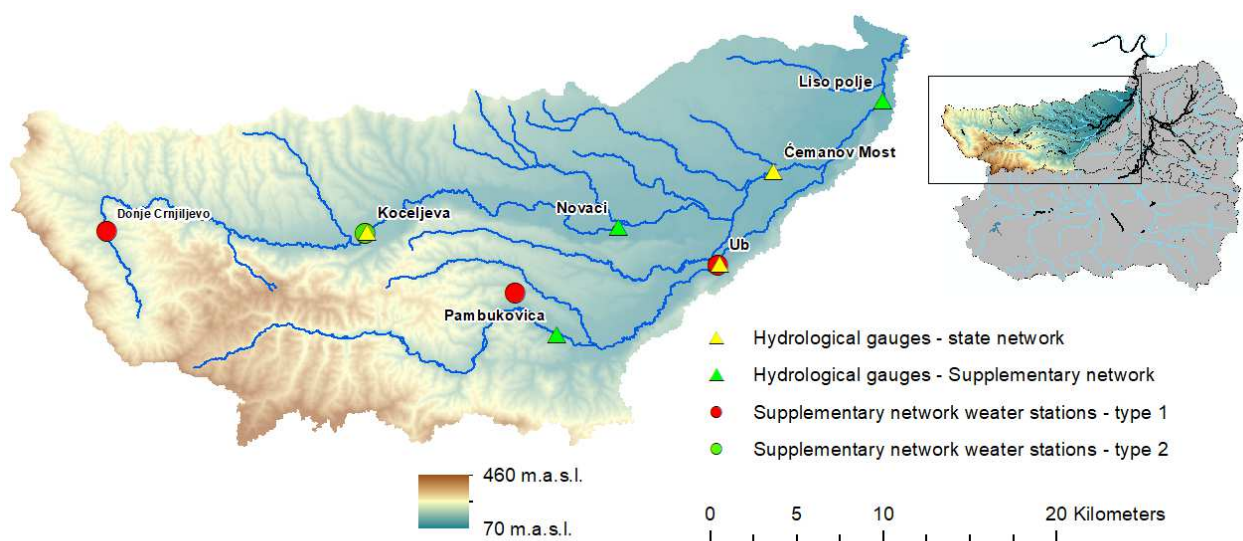 Liso polje
Ćemanov Most
Donje Crnjiljevo
Koceljeva
Novaci
Ub
Pambukovica
Hydrological gauges - state network
Hydrological gauges - Supplementary network
Supplementary network weater stations - type 1
Supplementary network weater stations - type 2
460 m.a.s.l.
70 m.a.s.l.
0 5 10 20 Kilometers